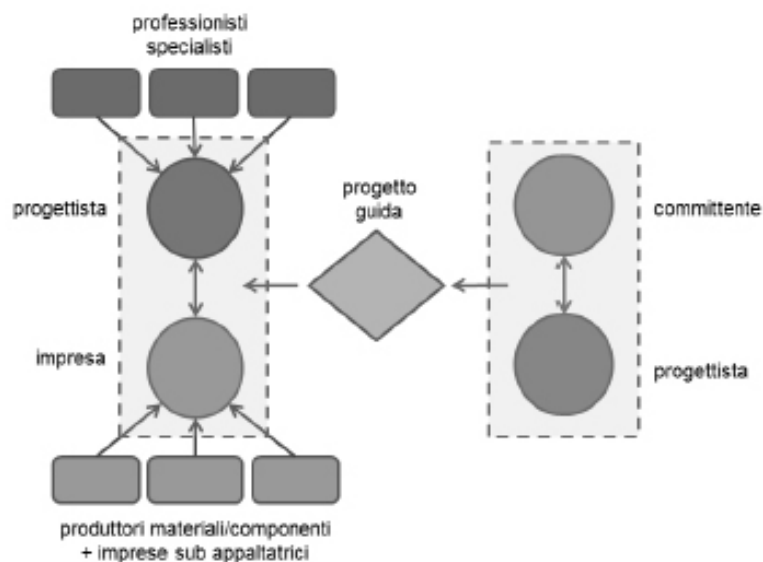 professionisti
specialisti
progettista
progetto
guida
committente
impresa
progettista
produttori materiali/componenti
+ imprese sub appaltatrici